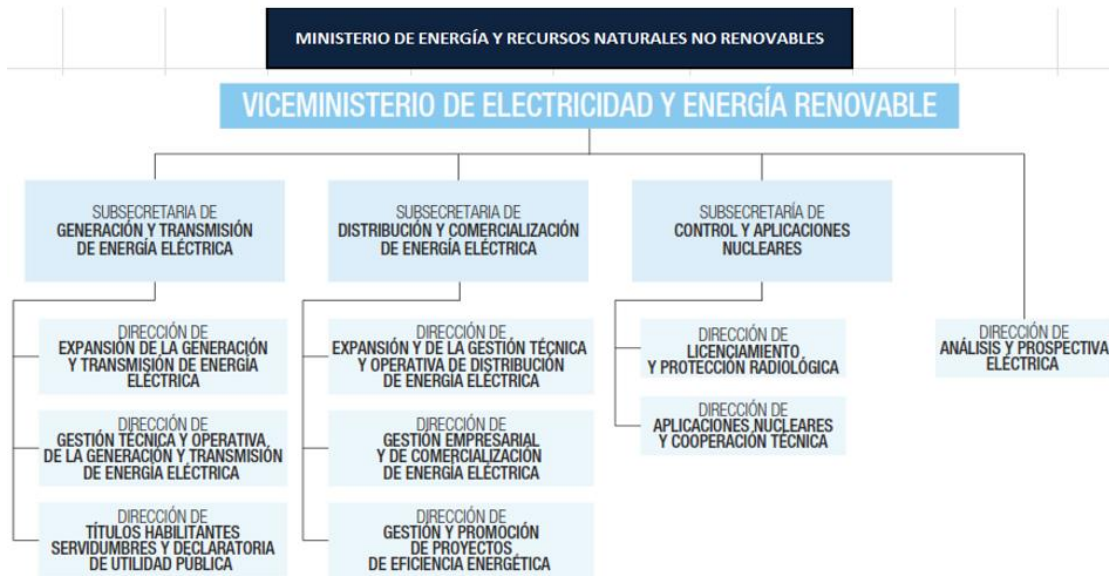 MINISTERIO DE ENERGÍA Y RECURSOS NATURALES NO RENOVABLES
VICEMINISTERIO DE ELECTRICIDAD Y ENERGÍA RENOVABLE
SUBSECRETARIA DE
GENERACIÓN Y TRANSMISIÓN
DE ENERGÍA ELÉCTRICA
SUBSECRETARIA DE
DISTRIBUCIÓN Y COMERCIALIZACIÓN
DE ENERGÍA ELÉCTRICA
SUBSECRETARÍA DE
CONTROL Y APLICACIONES
NUCLEARES
DIRECCIÓN DE
EXPANSIÓN DE LA GENERACIÓN
Y TRANSMISIÓN DE ENERGÍA
ELÉCTRICA
DIRECCIÓN DE
EXPANSIÓN Y DE LA GESTIÓN TÉCNICA
Y OPERATIVA DE DISTRIBUCIÓN
DE ENERGÍA ELÉCTRICA
DIRECCIÓN DE
LICENCIAMIENTO
Y PROTECCIÓN RADIOLÓGICA
DIRECCIÓN DE
ANÁLISIS Y PROSPECTIVA
ELÉCTRICA
DIRECCIÓN DE
GESTIÓN TÉCNICA Y OPERATIVA
DE LA GENERACIÓN Y TRANSMISIÓN
DE ENERGÍA ELÉCTRICA
DIRECCIÓN DE
GESTIÓN EMPRESARIAL
Y DE COMERCIALIZACIÓN
DE ENERGÍA ELÉCTRICA
DIRECCIÓN DE
APLICACIONES NUCLEARES
Y COOPERACIÓN TÉCNICA
DIRECCIÓN DE
TÍTULOS HABILITANTES
SERVIDUMBRES Y DECLARATORIA
DE UTILIDAD PÚBLICA
DIRECCIÓN DE
GESTIÓN Y PROMOCIÓN
DE PROYECTOS
DE EFICIENCIA ENERGÉTICA